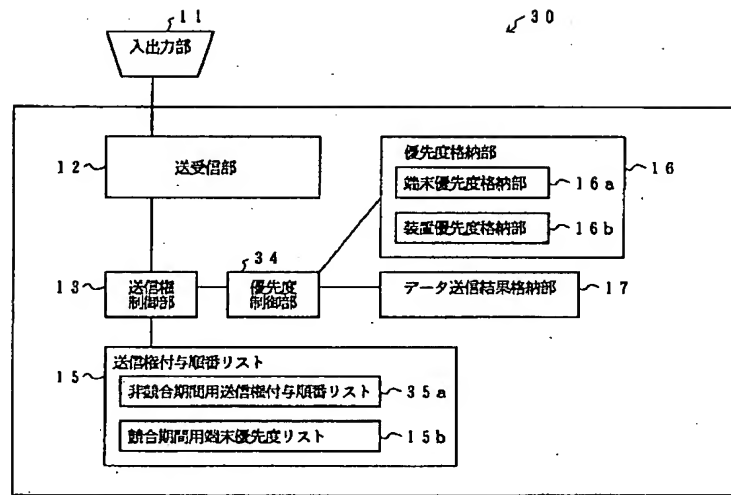 11
30
入出力部
12
送受信部
優先度格納部
16
端末優先度格納部
16a
装置優先度格納部
16b
34
13
送信権
制御部
優先度
制御部
データ送信結果格納部
17
送信権付与順番リスト
15
非競合期間用送信権付与順番リスト
35a
競合期間用端末優先度リスト
15b